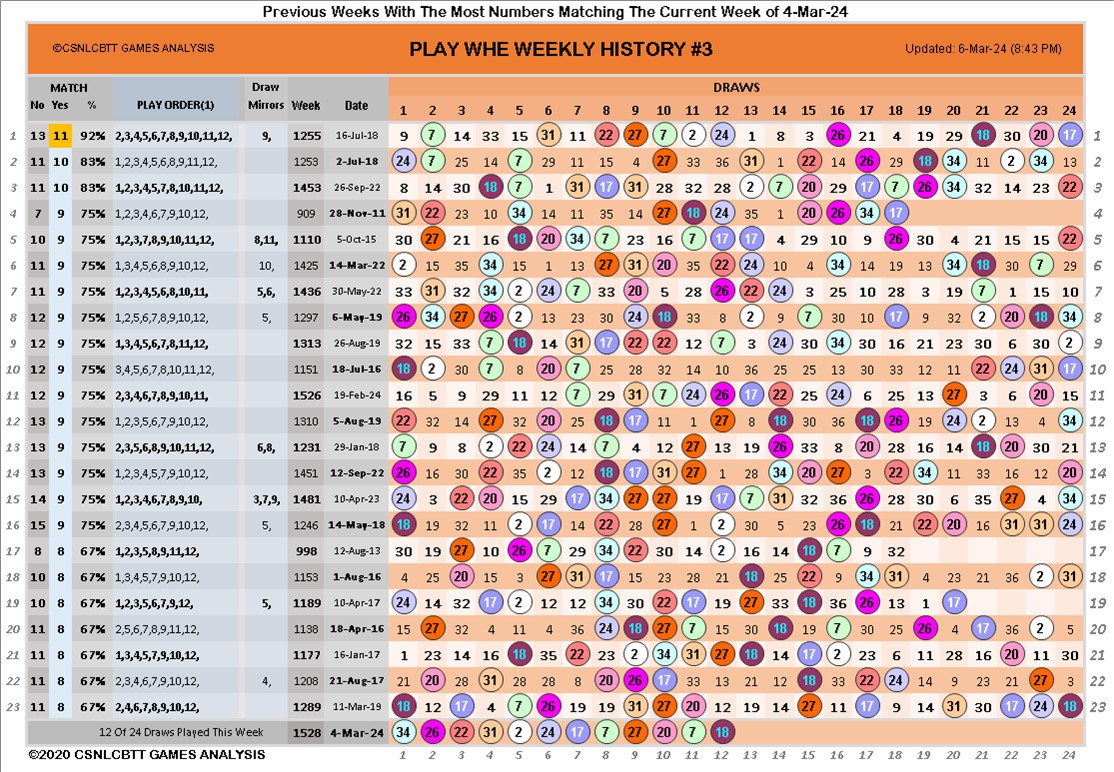 Previous Weeks With The Most Numbers Matching The Current Week of 4-Mar-24
©CSNLCBTT GAMES ANALYSIS PLAY WHE WEEKLY HISTORY #3 Updated: 6-Mar-24 (8:43 PM)
MATCH Draw DRAWS
No Yes % PLAY ORDER(1) Mirrors Week Date 1 2 3 4 5 6 7 8 9 10 11 12 13 14 15 16 17 18 19 20 21 22 23 24
1 13 11 92% 2,3,4,5,6,7,8,9,10,11,12, 9, 1255 16-Jul-18 9 7 14 33 15 31 11 22 27 7 2 24 1 8 3 26 21 4 19 29 18 30 20 17 1
2 11 10 83% 1,2,3,4,5,6,8,9,11,12, 1253 2-Jul-18 24 7 25 14 7 29 11 15 4 27 33 36 31 1 22 14 26 29 18 34 11 2 34 13 2
3 11 10 83% 1,2,3,4,5,7,8,10,11,12, 1453 26-Sep-22 8 14 30 18 7 1 31 17 31 28 32 28 2 7 20 29 17 7 26 34 32 14 23 22 3
4 7 9 75% 1,2,3,4,6,7,9,10,12, 909 28-Nov-11 31 22 23 10 34 14 11 35 14 27 18 24 35 1 20 26 34 17 4
5 10 9 75% 1,2,3,7,8,9,10,11,12, 8,11, 1110 5-Oct-15 30 27 21 16 18 20 34 7 23 16 7 17 17 4 29 10 9 26 30 4 21 15 15 22 5
6 11 9 75% 1,3,4,5,6,8,9,10,12, 10, 1425 14-Mar-22 2 15 35 34 15 1 13 27 31 20 35 22 24 10 4 34 14 19 13 34 18 30 7 29 6
7 11 9 75% 1,2,3,4,5,6,8,10,11, 5,6, 1436 30-May-22 33 31 32 34 2 24 7 33 20 5 28 26 22 24 3 25 10 28 3 19 7 1 15 10 7
8 12 9 75% 1,2,5,6,7,8,9,10,12, 5, 1297 6-May-19 26 34 27 26 2 13 23 30 24 18 33 8 2 9 7 30 10 17 9 32 2 20 18 34 8
9 12 9 75% 1,3,4,5,6,7,8,11,12, 1313 26-Aug-19 32 15 33 7 18 14 31 17 22 22 12 7 3 24 30 34 30 14 9 23 34 9 30 2 9
10 12 9 75% 3,4,5,6,7,8,10,11,12, 1151 18-Jul-16 18 2 30 7 8 20 7 25 28 32 14 10 36 25 25 13 30 33 12 8 22 24 31 17 10
11 12 9 75% 2,3,4,6,7,8,9,10,11, 1526 19-Feb-24 16 5 9 29 11 12 7 29 31 7 24 26 17 22 1 24 6 9 25 13 27 3 20 15 11
12 12 9 75% 1,2,3,5,6,7,8,9,12, 1310 5-Aug-19 22 32 14 27 32 20 25 18 17 11 1 27 8 18 32 13 18 26 19 24 2 13 4 34 12
13 13 9 75% 2,3,5,6,8,9,10,11,12, 6,8, 1231 29-Jan-18 7 9 8 2 22 24 14 7 4 12 27 13 19 26 33 17 20 28 16 14 18 20 30 21 13
14 13 9 75% 1,2,3,4,5,7,9,10,12, 1451 12-Sep-22 26 16 30 22 35 2 12 18 17 31 27 1 28 34 20 27 3 22 34 11 33 16 12 20 14
15 14 9 75% 1,2,3,4,6,7,8,9,10, 3,7,9, 1481 10-Apr-23 24 3 22 20 15 29 17 34 27 27 19 17 7 31 32 36 26 28 30 6 35 27 4 34 15
16 15 9 75% 2,3,4,5,6,7,9,10,12, 5, 1246 14-May-18 18 19 32 11 2 17 14 22 28 27 1 2 30 5 16 26 18 21 22 20 16 31 31 24 16
17 8 8 67% 1,2,3,5,8,9,11,12, 998 12-Aug-13 30 19 27 10 26 7 29 34 22 30 14 2 16 14 18 7 9 32 17
18 10 8 67% 1,3,4,5,7,9,10,12, 1153 1-Aug-16 4 25 20 15 3 27 31 17 15 23 28 21 18 15 22 9 34 31 4 23 21 36 2 31 18
19 10 8 67% 1,2,3,5,6,7,9,12, 5, 1189 10-Apr-17 24 14 32 17 2 12 12 34 30 22 17 19 27 33 18 36 26 13 1 17 19
20 11 8 67% 2,5,6,7,8,9,11,12, 1138 18-Apr-16 15 27 32 4 11 4 36 24 18 27 7 15 14 18 16 7 30 25 26 4 17 36 2 5 20
21 11 8 67% 1,3,4,5,7,9,10,12, 1177 16-Jan-17 1 23 14 16 18 35 22 23 2 34 31 27 18 14 17 2 23 6 11 28 16 20 11 30 21
22 11 8 67% 2,3,4,6,7,9,10,12, 4, 1208 21-Aug-17 21 20 28 31 28 28 8 20 26 17 33 13 21 15 12 18 22 24 14 9 23 21 27 3 22
23 11 8 67% 2,4,6,7,8,9,10,12, 1289 11-Mar-19 18 12 17 4 7 26 19 19 31 27 20 12 19 14 27 11 17 9 14 31 30 17 24 18 23
12 Of 24 Draws Played This Week 1528 4-Mar-24 34 26 22 31 2 24 17 7 27 20 7 18
©2020 CSNLCBTT GAMES ANALYSIS 1 2 3 4 5 6 7 8 9 10 11 12 13 14 15 16 17 18 19 20 21 22 23 24